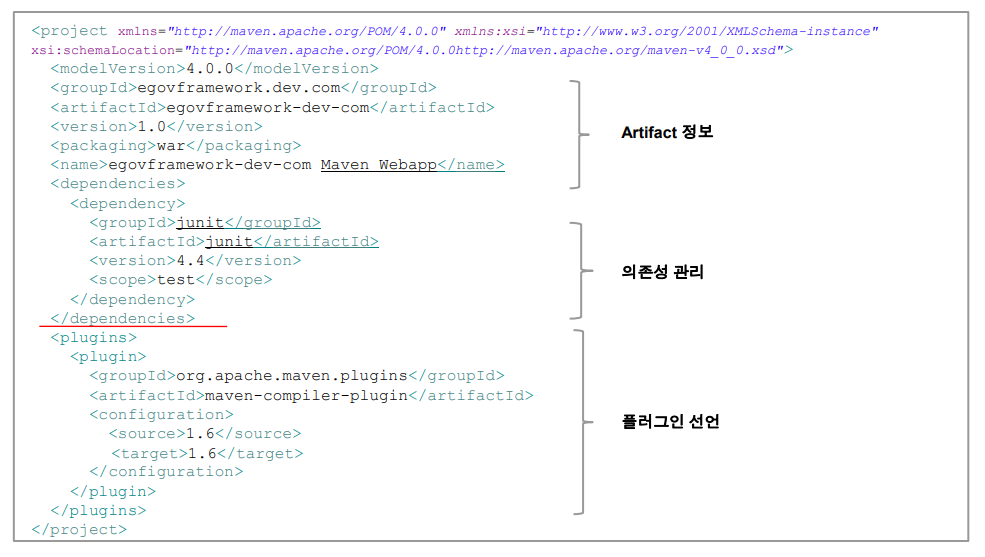 <project xmlns="http://maven.apache.org/POM/4.0.0" xmlns:xsi="http://www.w3.org/2001/XMLSchema-instance"
xsi:schemaLocation="http://maven.apache.org/POM/4.0.0http://maven.apache.org/maven-v4_0_0.xsd">
<modelVersion>4.0.0</modelVersion>
<groupId>egovframework.dev.com</groupId>
<artifactId>egovframework-dev-com</artifactId>
<version>1.0</version>
Artifact 정보
<packaging>war</packaging>
<name>egovframework-dev-com Maven Webapp</name>
<dependencies>
<dependency>
<groupId>junit</groupId>
<artifactId>junit</artifactId>
<version>4.4</version>
의존성 관리
<scope>test</scope>
</dependency>
</dependencies>
<plugins>
<plugin>
<groupId>org.apache.maven.plugins</groupId>
<artifactId>maven-compiler-plugin</artifactId>
<configuration>
플러그인 선언
<source>1.6</source>
<target>1.6</target>
</configuration>
</plugin>
</plugins>
</project>